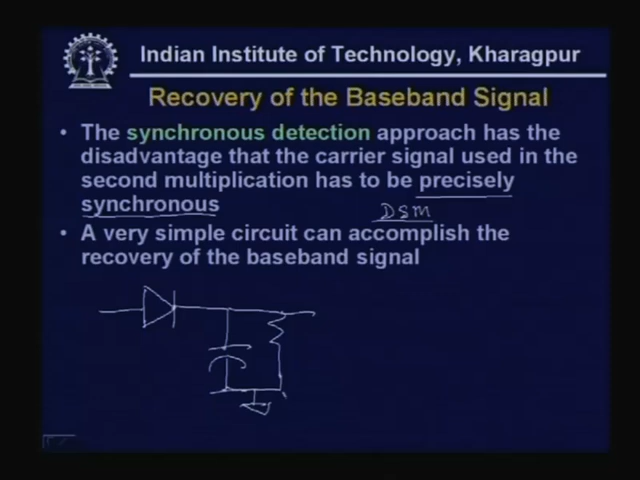 Indian Institute of Technology, Kharagpur
Recovery of the Baseband Signal
• The synchronous detection approach has the
disadvantage that the carrier signal used in the
second multiplication has to be precisely
synchronous
DSM
• A very simple circuit can accomplish the
recovery of the baseband signal